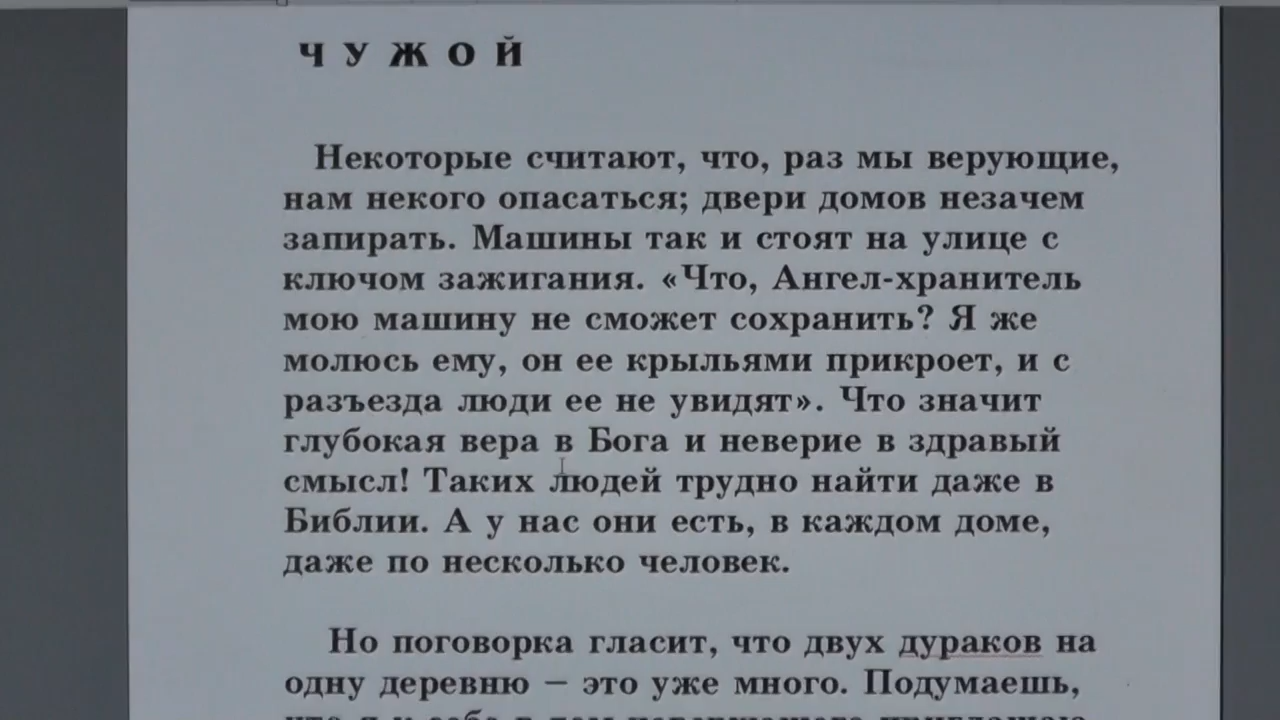 Ч У Ж О Й
Некоторые считают, что, раз мы верующие,
нам некого опасаться; двери домов незачем
запирать. Машины так и стоят на улице с
ключом зажигания. «Что, Ангел-хранитель
мою машину не сможет сохранить? Я же
молюсь ему, он ее крыльями прикроет, и с
разъезда люди ее не увидят». Что значит
глубокая вера в Бога и неверие в здравый
смысл! Таких людей трудно найти даже в
Библии. А у нас они есть, в каждом доме,
даже по несколько человек.
Но поговорка гласит, что двух дураков на
одну деревню – это уже много. Подумаешь,